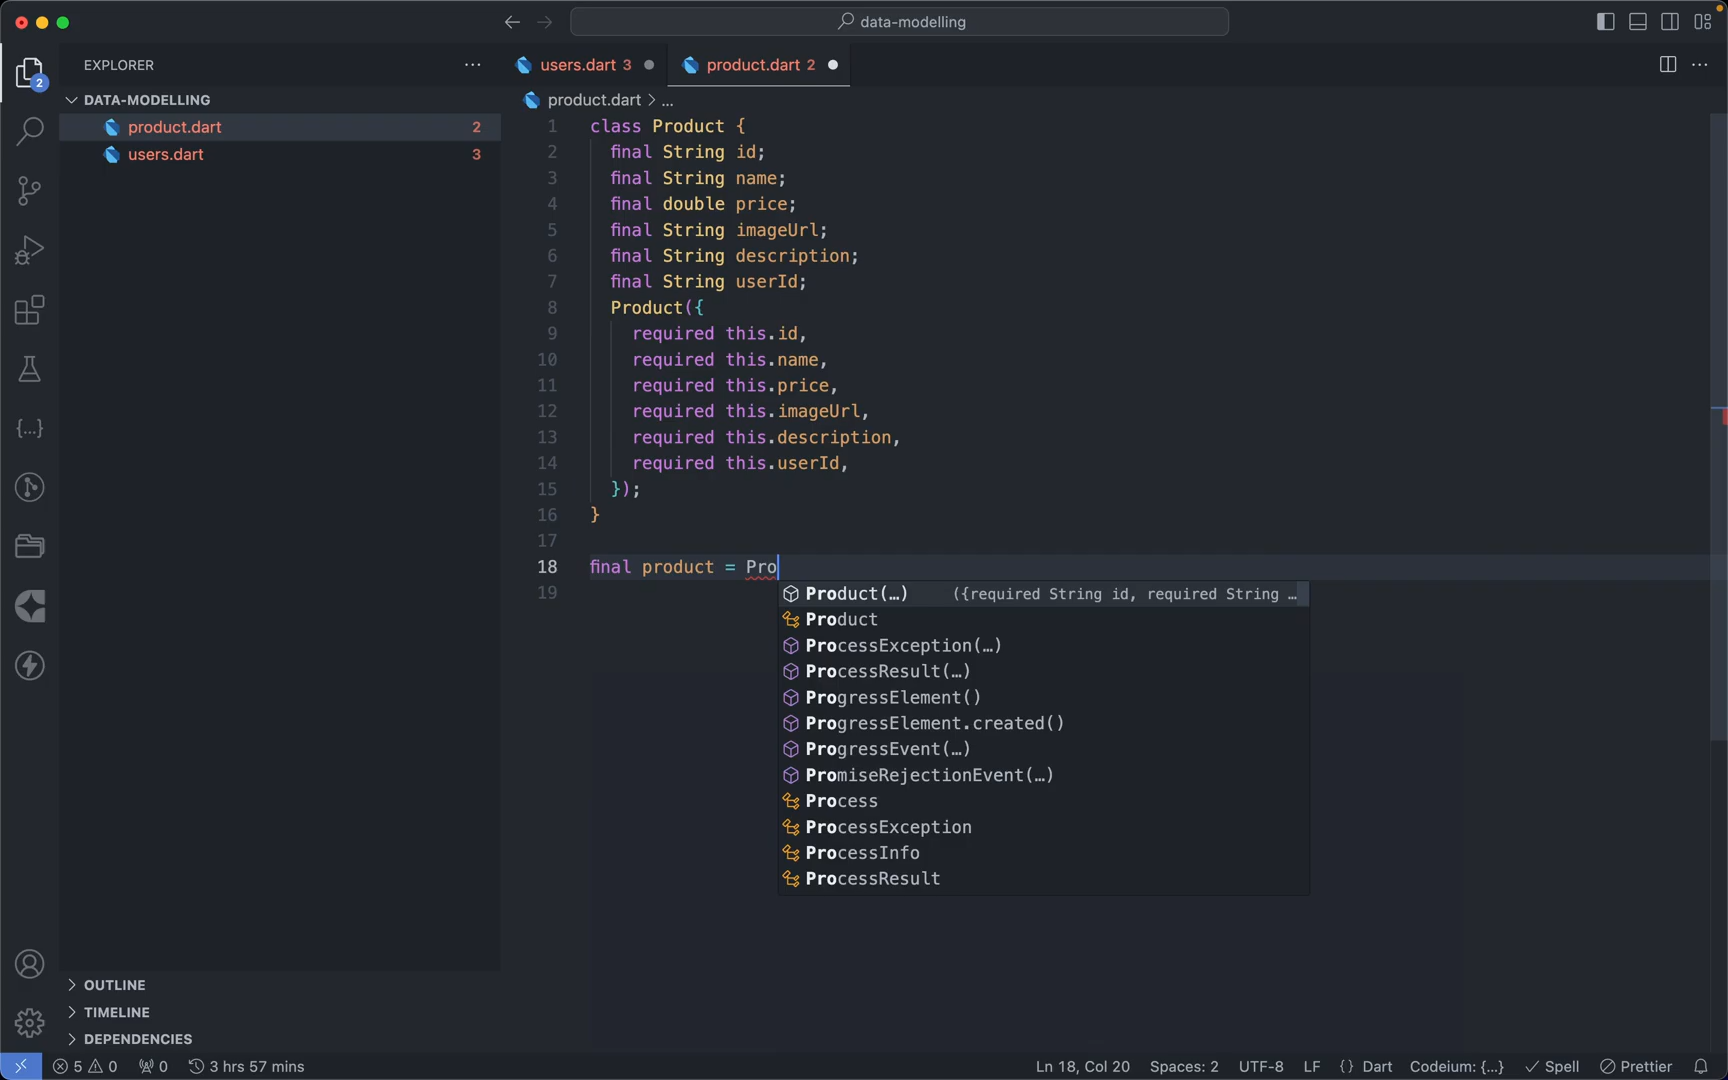 data-modelling
2
EXPLORER
users.dart 3
product.dart 2
DATA-MODELLING
product.dart > ...
product.dart 2
users.dart 3
1 class Product {
2 final String id;
3 final String name;
4 final double price;
5 final String imageUrl;
6 final String description;
7 final String userId;
8 Product({
9 required this.id,
10 required this.name,
11 required this.price,
12 required this.imageUrl,
13 required this.description,
14 required this.userId,
15 });
16 }
17
18 final product = Pro
19
Product(…) ({required String id, required String …
Product
ProcessException(…)
ProcessResult(…)
ProgressElement()
ProgressElement.created()
ProgressEvent(…)
PromiseRejectionEvent(…)
Process
ProcessException
ProcessInfo
ProcessResult
OUTLINE
TIMELINE
DEPENDENCIES
5 0 0 3 hrs 57 mins Ln 18, Col 20 Spaces: 2 UTF-8 LF {} Dart Codeium: {...} Spell Prettier